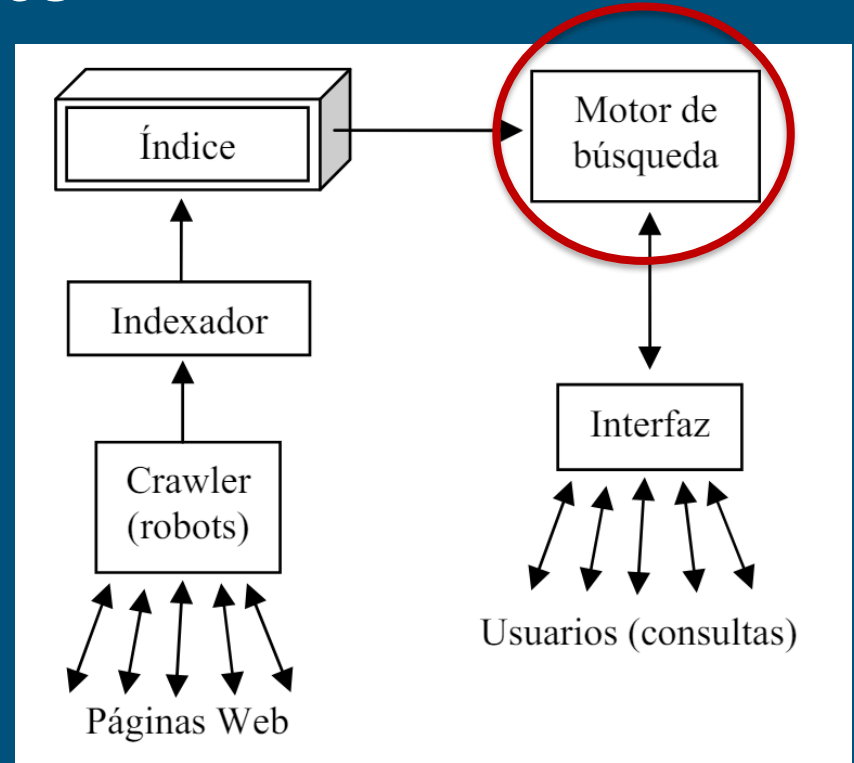 Índice
Motor de
búsqueda
Indexador
Interfaz
Crawler
(robots)
Usuarios (consultas)
Páginas Web